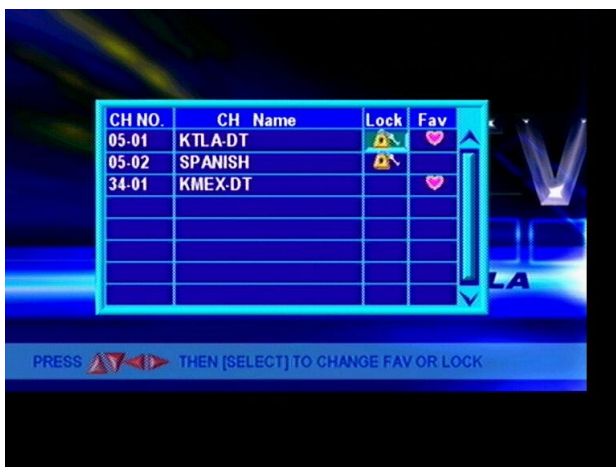 CH NO. CH Name Lock Fav
05-01 KTLA-DT
05-02 SPANISH
34-01 KMEX-DT
V
LA
PRESS THEN [SELECT] TO CHANGE FAV OR LOCK